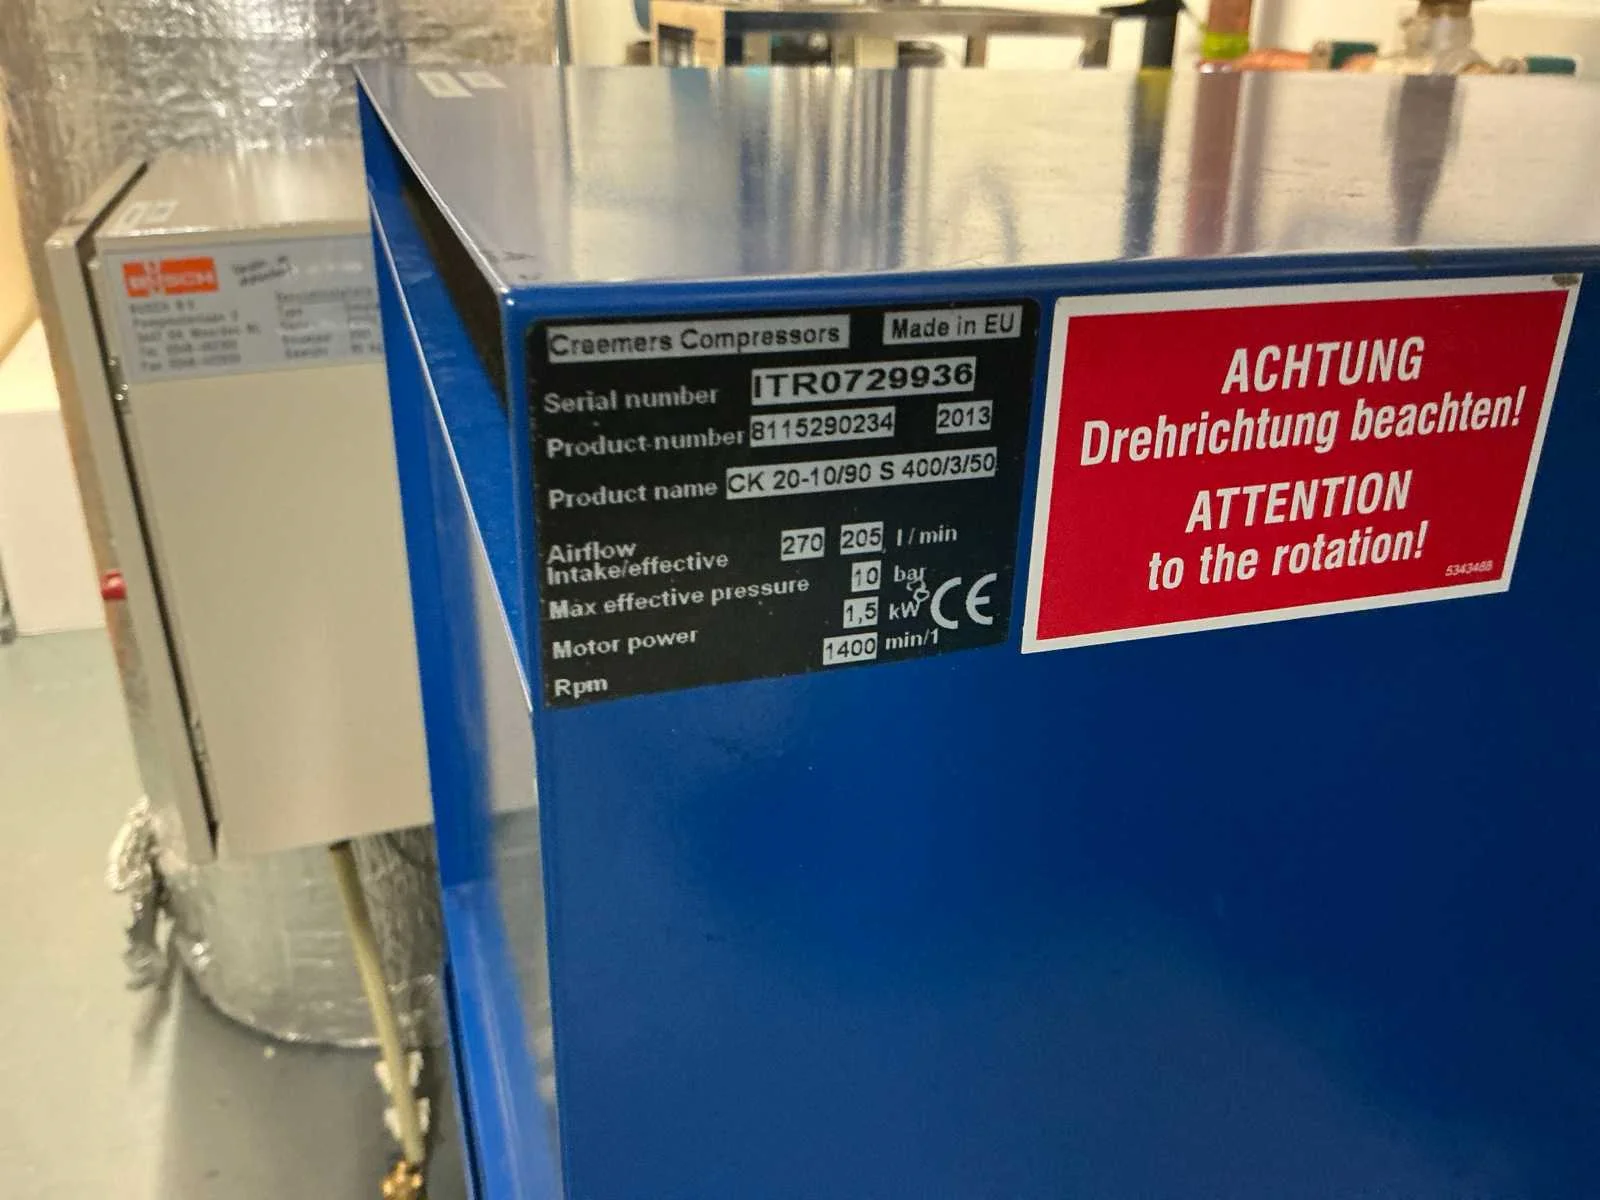 BUSCH
Creemers Compressors
Made in EU
Serial number ITR0729936
Product number 8115290234 2013
Product name CK 20-10/90 S 400/3/50
Airflow
Intake/effective 270 205 l/min
Max effective pressure 10 bar
Motor power 1,5 kW
Rpm 1400 min/1
CE
ACHTUNG
Drehrichtung beachten!
ATTENTION
to the rotation!
534346B